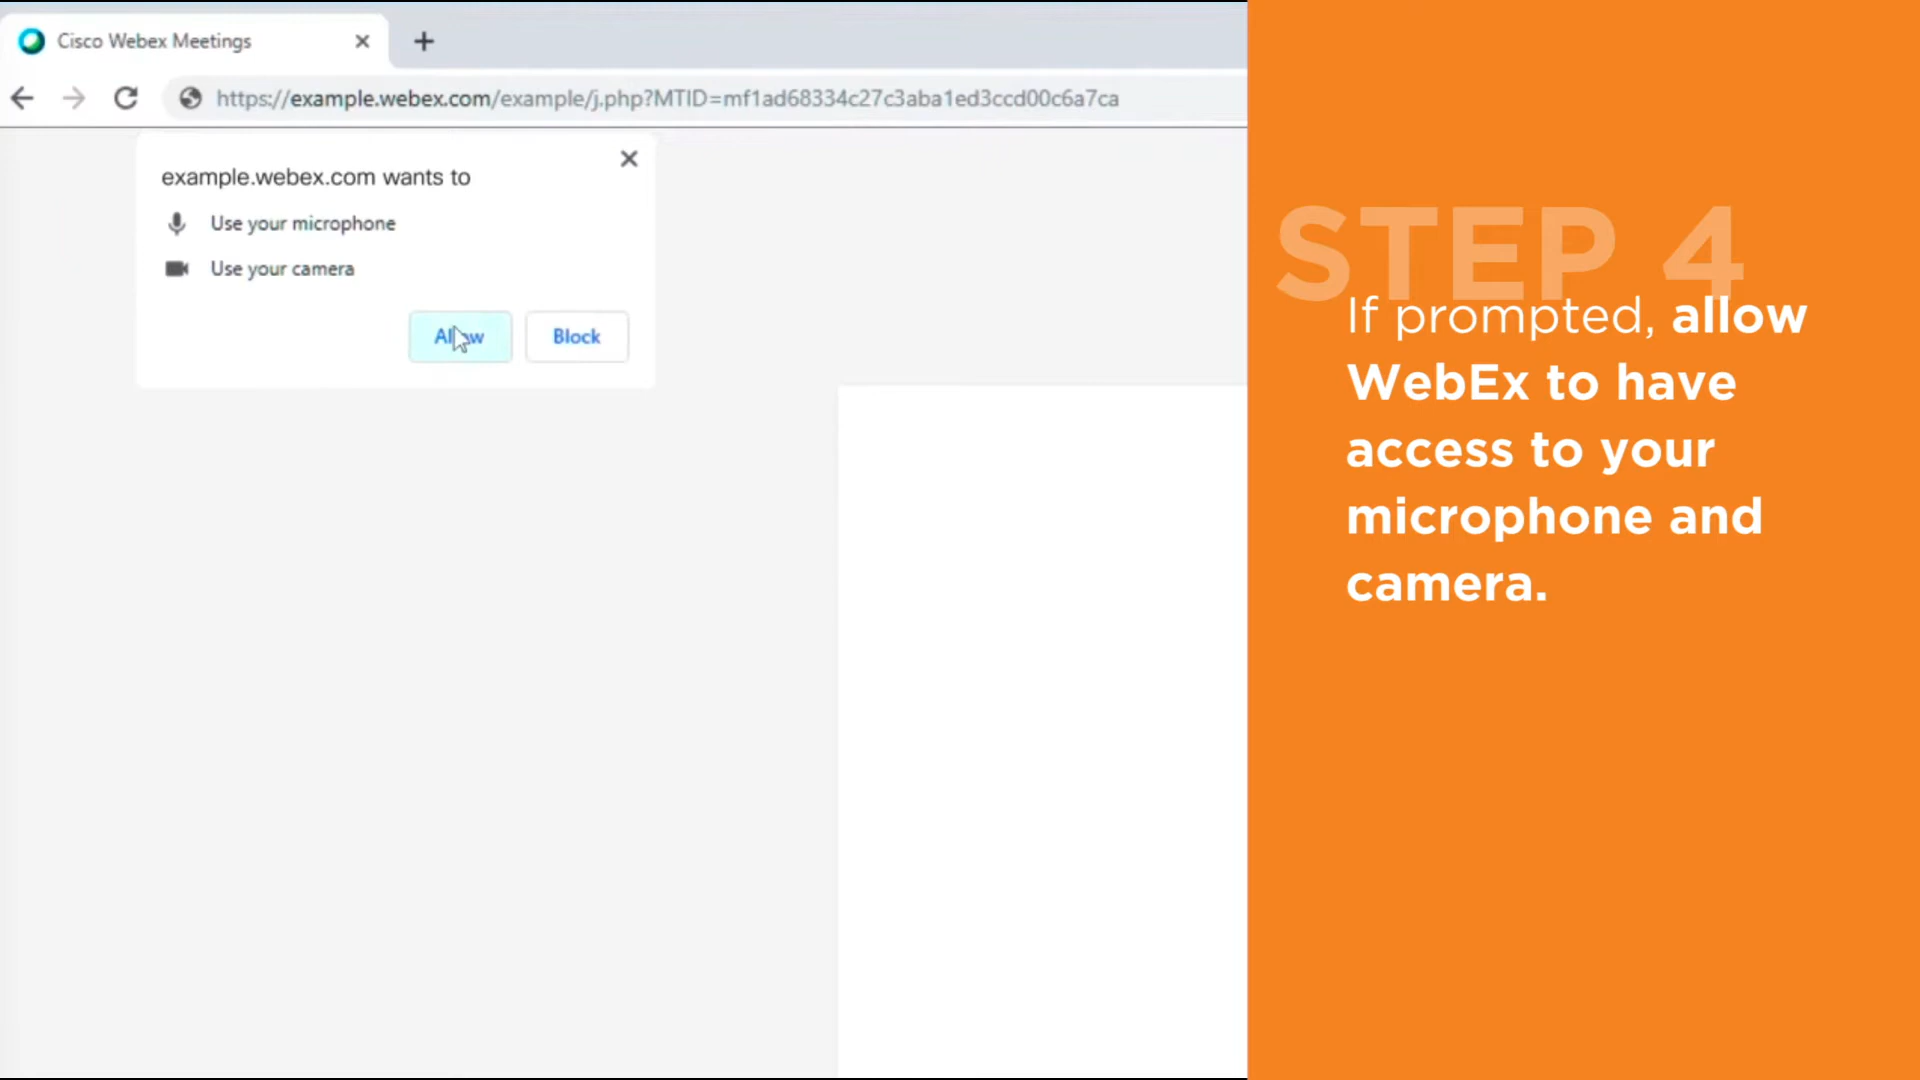 Cisco Webex Meetings
https://example.webex.com/example/j.php?MTID=mf1ad68334c27c3aba1ed3ccd00c6a7ca
example.webex.com wants to
Use your microphone
Use your camera
Allow Block
STEP 4
If prompted, allow
WebEx to have
access to your
microphone and
camera.